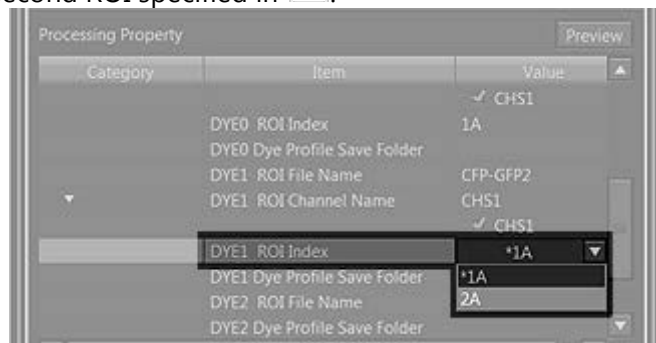 econd ROI specified in
Processing Property Preview
Category Item Value
CHS1
DYE0 ROI Index 1A
DYE0 Dye Profile Save Folder
DYE1 ROI File Name CFP-GFP2
DYE1 ROI Channel Name CHS1
CHS1
DYE1 ROI Index *1A
DYE1 Dye Profile Save Folder *1A
DYE2 ROI File Name 2A
DYE2 Dye Profile Save Folder